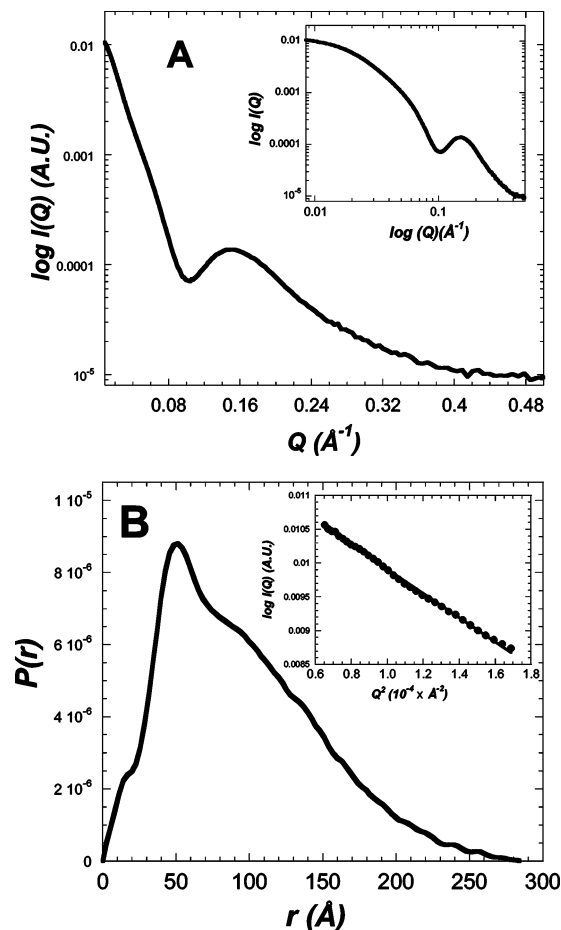 A
0.01
0.001
0.0001
10⁻⁵
log I(Q) (A.U.)
0.08 0.16 0.24 0.32 0.4 0.48
Q (Å⁻¹)
0.01
0.001
0.0001
10⁻⁵
log I(Q)
0.01 0.1
log (Q)(Å⁻¹)
B
1 10⁻⁵
8 10⁻⁶
6 10⁻⁶
4 10⁻⁶
2 10⁻⁶
0
P(r)
0 50 100 150 200 250 300
r (Å)
0.011
0.0105
0.01
0.0095
0.009
0.0085
log I(Q) (A.U.)
0.6 0.8 1.0 1.2 1.4 1.6 1.8
Q² (10⁻⁴ x A⁻²)